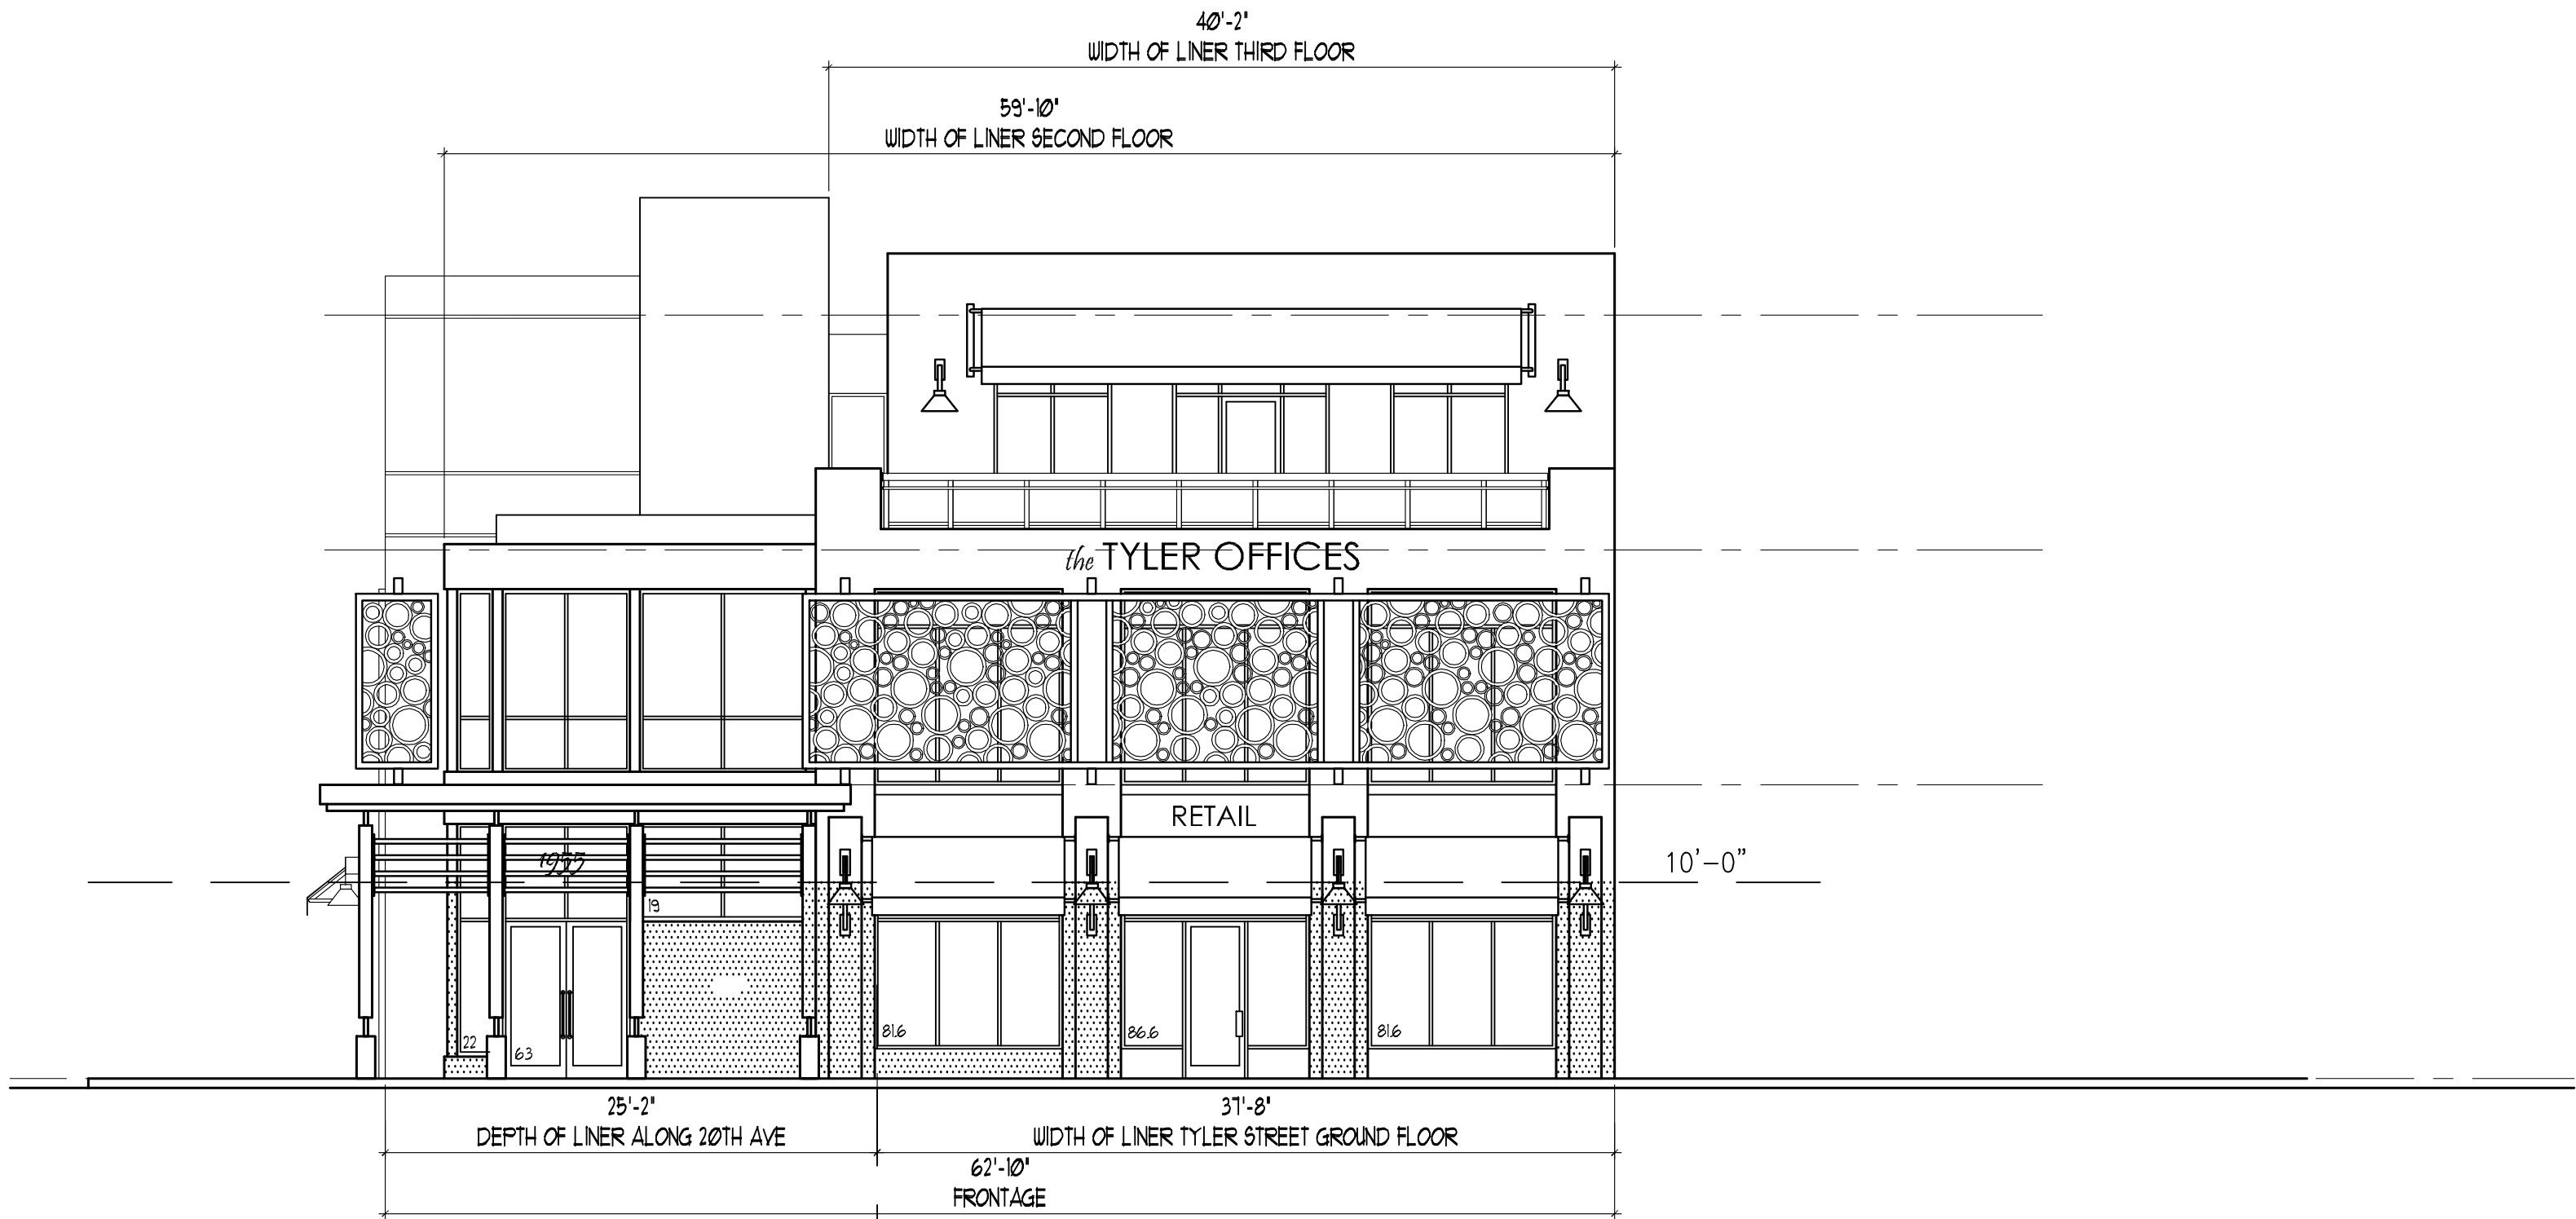 40'-2"
WIDTH OF LINER THIRD FLOOR
59'-10"
WIDTH OF LINER SECOND FLOOR
the TYLER OFFICES
RETAIL
1955
10'-0"
19
22
63
81.6
86.6
81.6
25'-2"
DEPTH OF LINER ALONG 20TH AVE
37'-8"
WIDTH OF LINER TYLER STREET GROUND FLOOR
62'-10"
FRONTAGE